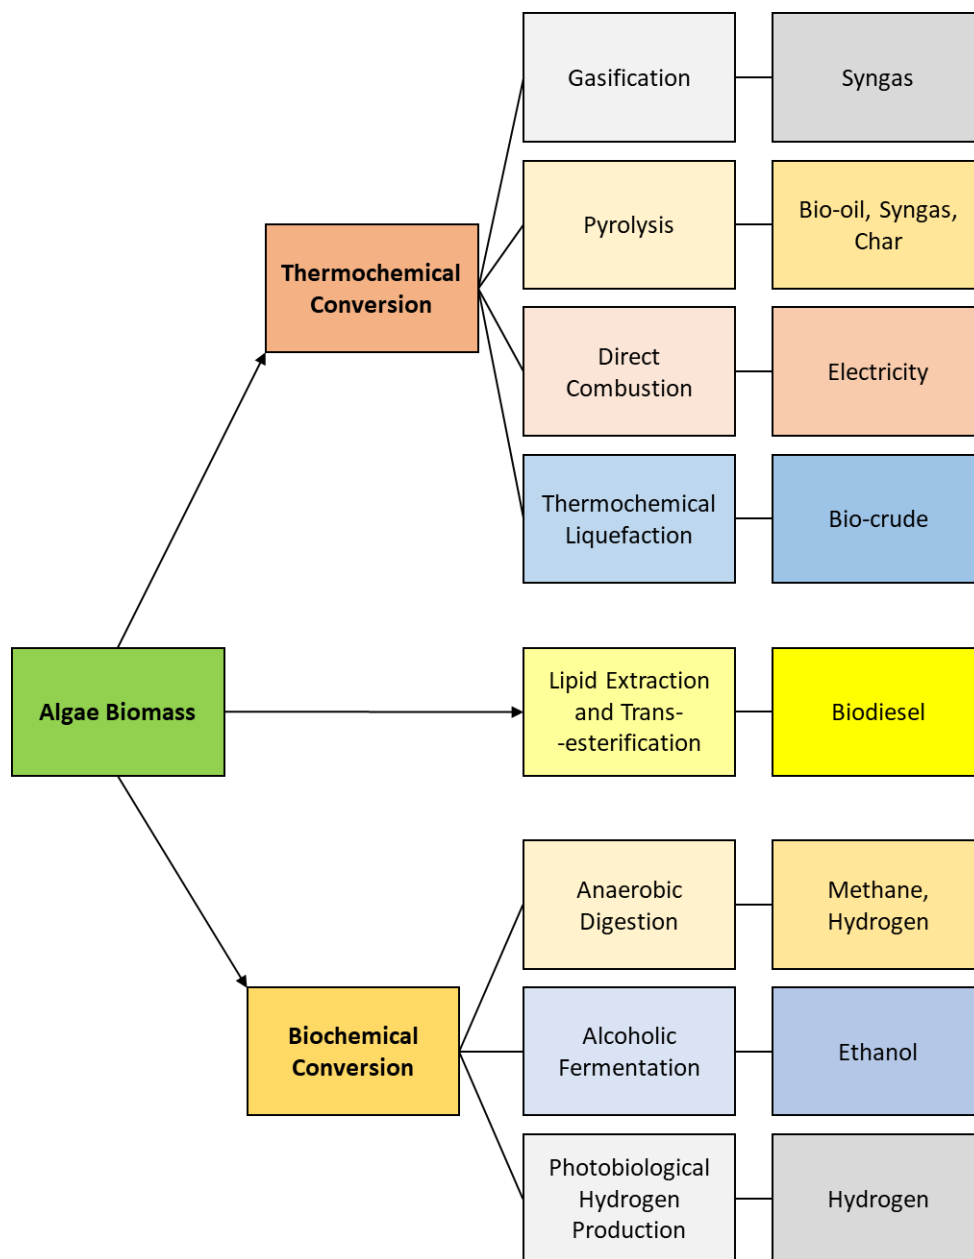 Gasification
Syngas
Pyrolysis
Bio-oil, Syngas,
Char
Thermochemical
Conversion
Direct
Combustion
Electricity
Thermochemical
Liquefaction
Bio-crude
Algae Biomass
Lipid Extraction
and Trans-
-esterification
Biodiesel
Anaerobic
Digestion
Methane,
Hydrogen
Biochemical
Conversion
Alcoholic
Fermentation
Ethanol
Photobiological
Hydrogen
Production
Hydrogen